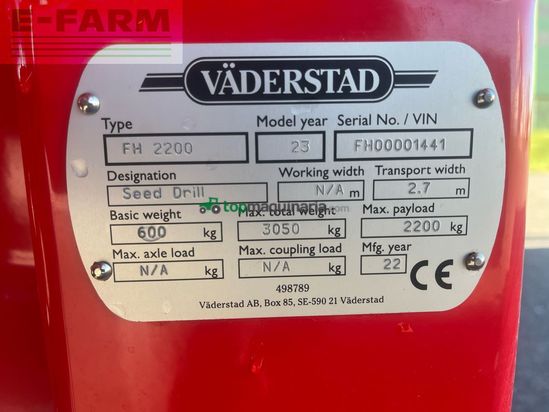 E-FARM
VÄDERSTAD
Type Model year Serial No. / VIN
FH 2200 23 FH00001441
Designation Working width Transport width
Seed Drill N/A m 2.7 m
topmaquinaria.com
Basic weight Max. total weight Max. payload
600 kg 3050 kg 2200 kg
Max. axle load Max. coupling load Mfg. year
N/A kg N/A kg 22 CE
498789
Väderstad AB, Box 85, SE-590 21 Väderstad